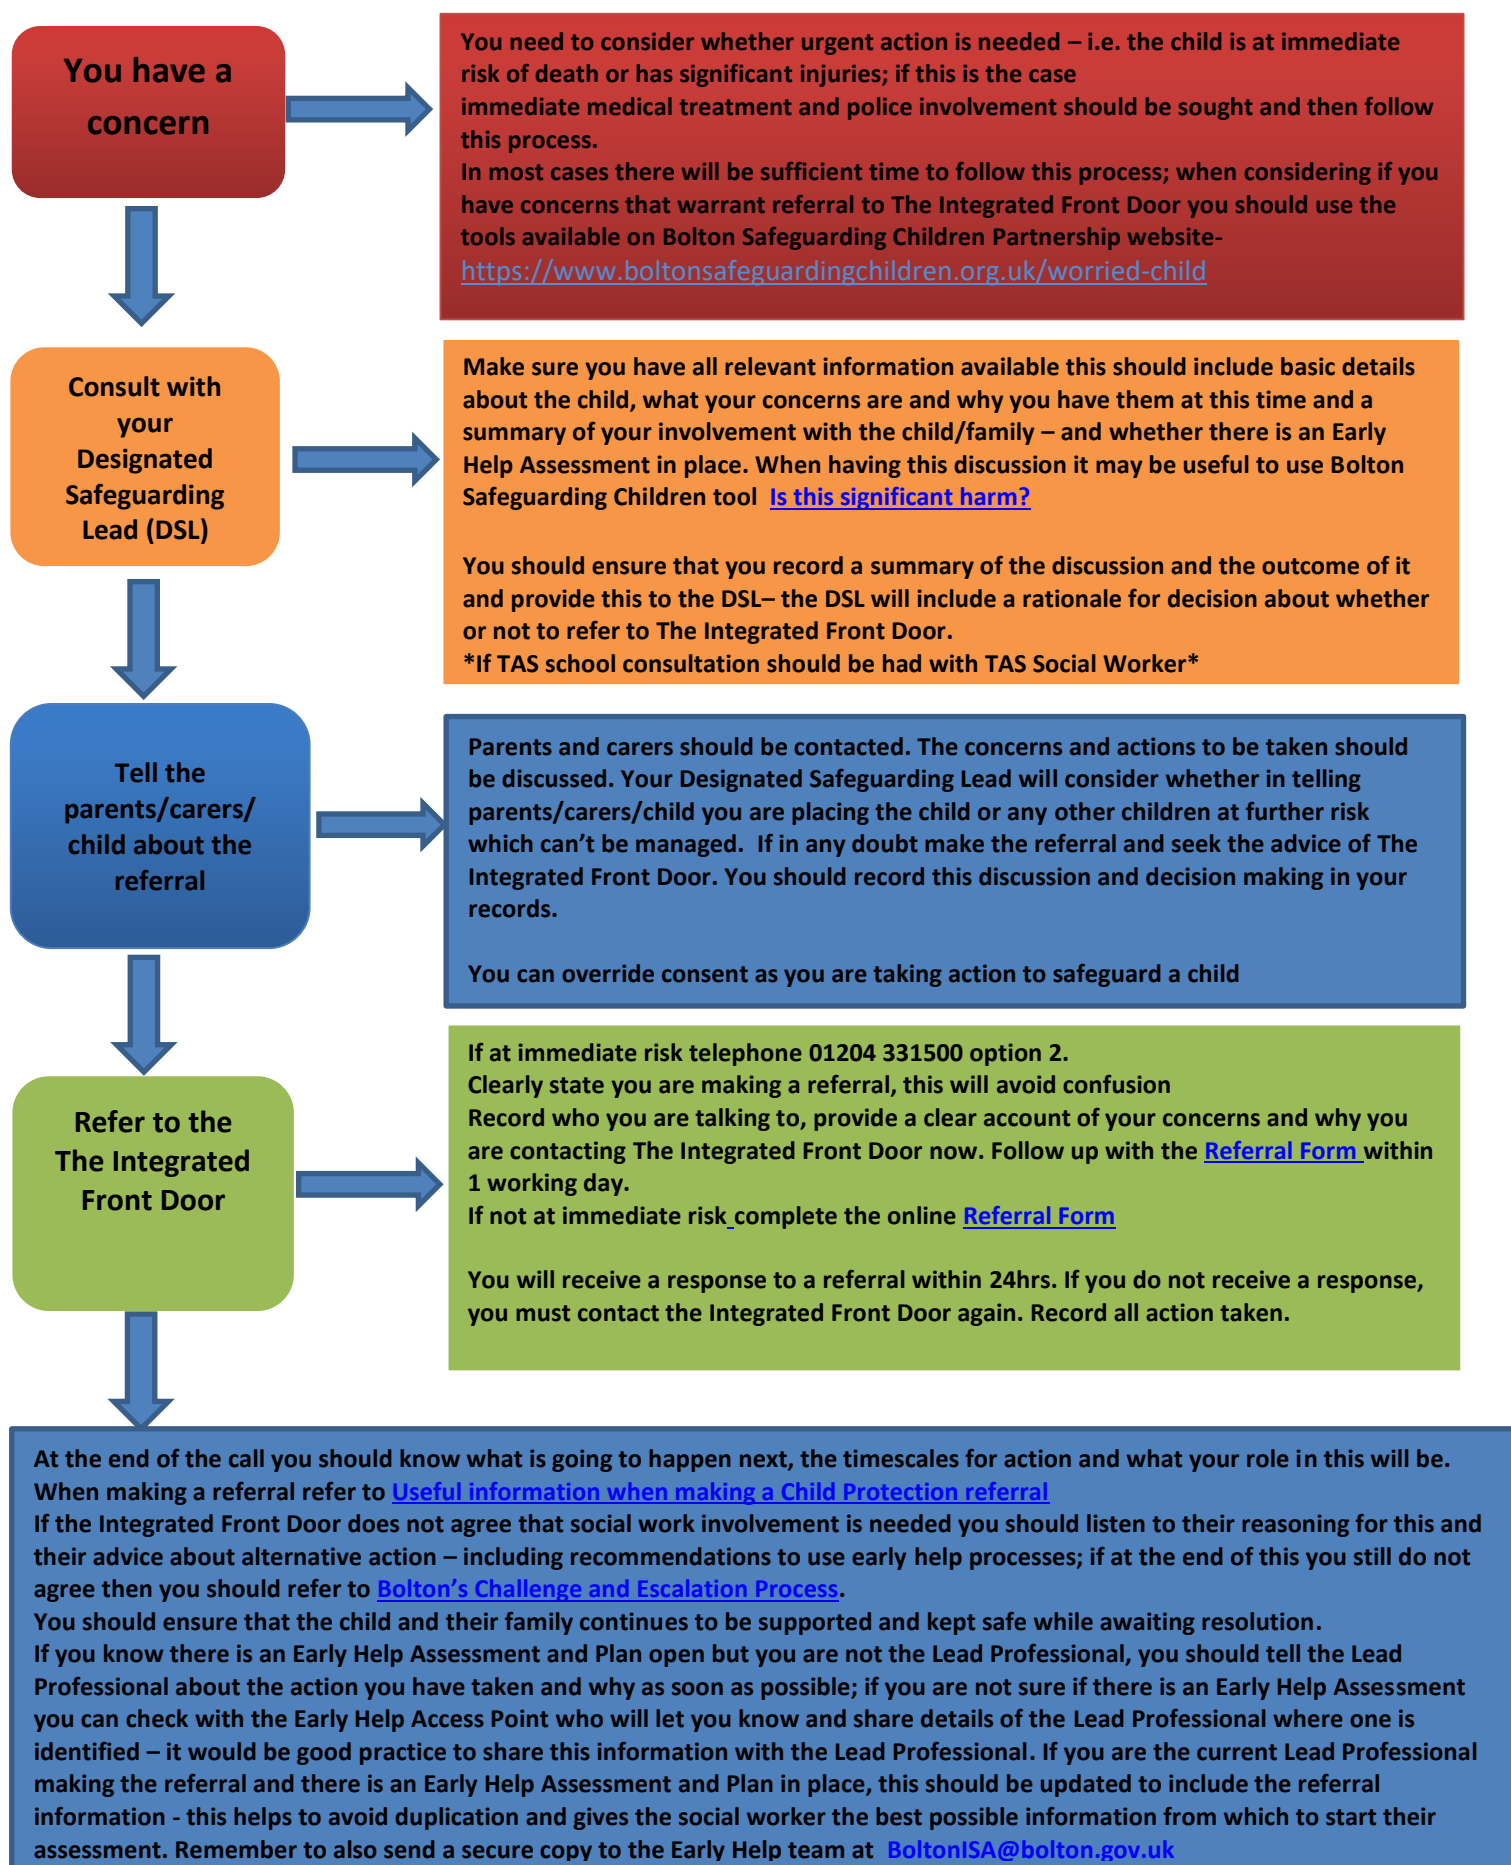 You have a
concern
You need to consider whether urgent action is needed – i.e. the child is at immediate
risk of death or has significant injuries; if this is the case
immediate medical treatment and police involvement should be sought and then follow
this process.
In most cases there will be sufficient time to follow this process; when considering if you
have concerns that warrant referral to The Integrated Front Door you should use the
tools available on Bolton Safeguarding Children Partnership website-
https://www.boltonsafeguardingchildren.org.uk/worried-child
Consult with
your
Designated
Safeguarding
Lead (DSL)
Make sure you have all relevant information available this should include basic details
about the child, what your concerns are and why you have them at this time and a
summary of your involvement with the child/family – and whether there is an Early
Help Assessment in place. When having this discussion it may be useful to use Bolton
Safeguarding Children tool Is this significant harm?
You should ensure that you record a summary of the discussion and the outcome of it
and provide this to the DSL– the DSL will include a rationale for decision about whether
or not to refer to The Integrated Front Door.
*If TAS school consultation should be had with TAS Social Worker*
Tell the
parents/carers/
child about the
referral
Parents and carers should be contacted. The concerns and actions to be taken should
be discussed. Your Designated Safeguarding Lead will consider whether in telling
parents/carers/child you are placing the child or any other children at further risk
which can’t be managed. If in any doubt make the referral and seek the advice of The
Integrated Front Door. You should record this discussion and decision making in your
records.
You can override consent as you are taking action to safeguard a child
Refer to the
The Integrated
Front Door
If at immediate risk telephone 01204 331500 option 2.
Clearly state you are making a referral, this will avoid confusion
Record who you are talking to, provide a clear account of your concerns and why you
are contacting The Integrated Front Door now. Follow up with the Referral Form within
1 working day.
If not at immediate risk complete the online Referral Form
You will receive a response to a referral within 24hrs. If you do not receive a response,
you must contact the Integrated Front Door again. Record all action taken.
At the end of the call you should know what is going to happen next, the timescales for action and what your role in this will be.
When making a referral refer to Useful information when making a Child Protection referral
If the Integrated Front Door does not agree that social work involvement is needed you should listen to their reasoning for this and
their advice about alternative action – including recommendations to use early help processes; if at the end of this you still do not
agree then you should refer to Bolton’s Challenge and Escalation Process.
You should ensure that the child and their family continues to be supported and kept safe while awaiting resolution.
If you know there is an Early Help Assessment and Plan open but you are not the Lead Professional, you should tell the Lead
Professional about the action you have taken and why as soon as possible; if you are not sure if there is an Early Help Assessment
you can check with the Early Help Access Point who will let you know and share details of the Lead Professional where one is
identified – it would be good practice to share this information with the Lead Professional. If you are the current Lead Professional
making the referral and there is an Early Help Assessment and Plan in place, this should be updated to include the referral
information - this helps to avoid duplication and gives the social worker the best possible information from which to start their
assessment. Remember to also send a secure copy to the Early Help team at BoltonISA@bolton.gov.uk